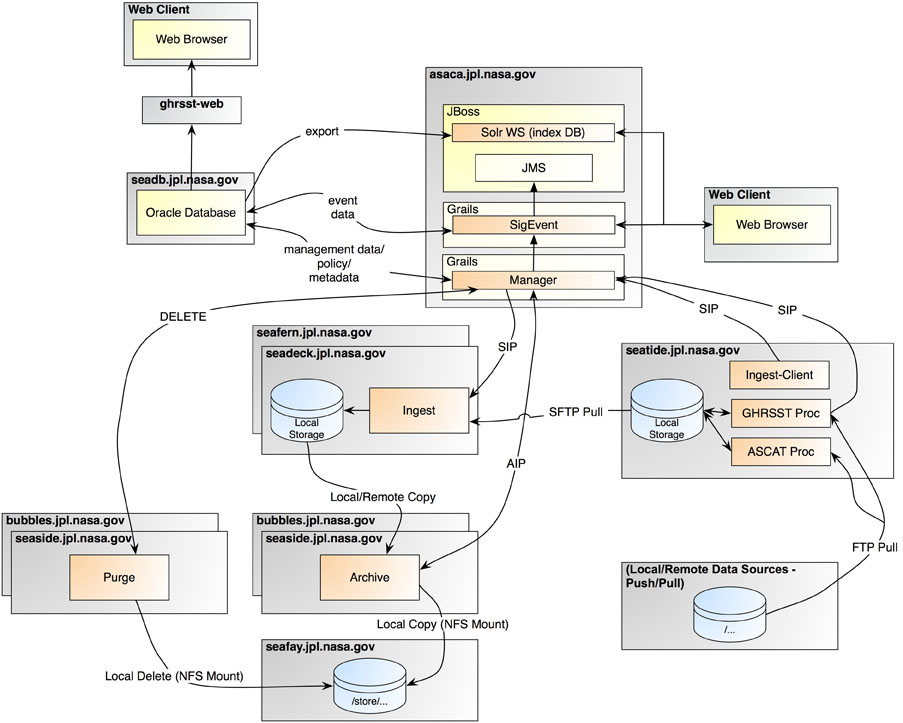 Web Client
Web Browser
ghrsst-web
seadb.jpl.nasa.gov
Oracle Database
export
event
data
management data/
policy/
metadata
asaca.jpl.nasa.gov
JBoss
Solr WS (index DB)
JMS
Grails
SigEvent
Grails
Manager
Web Client
Web Browser
DELETE
SIP
SIP
SIP
seafern.jpl.nasa.gov
seadeck.jpl.nasa.gov
Local
Storage
Ingest
SFTP Pull
seatide.jpl.nasa.gov
Ingest-Client
GHRSST Proc
ASCAT Proc
Local
Storage
AIP
Local/Remote Copy
FTP Pull
bubbles.jpl.nasa.gov
seaside.jpl.nasa.gov
Purge
bubbles.jpl.nasa.gov
seaside.jpl.nasa.gov
Archive
(Local/Remote Data Sources -
Push/Pull)
/...
Local Copy (NFS Mount)
Local Delete (NFS Mount)
seafay.jpl.nasa.gov
/store/...